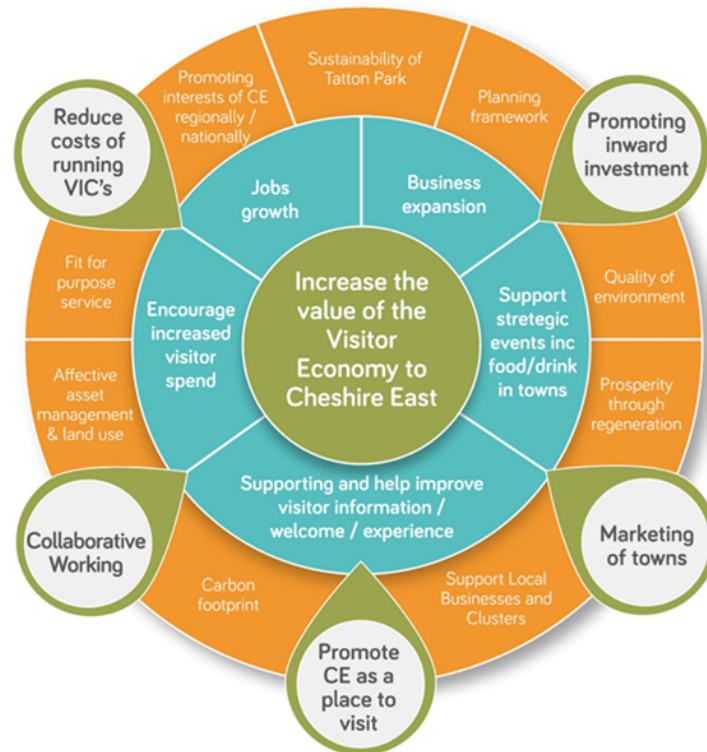 Sustainability of
Tatton Park
Promoting
interests of CE
regionally /
nationally
Planning
framework
Reduce
costs of
running
VIC's
Promoting
inward
investment
Jobs
growth
Business
expansion
Fit for
purpose
service
Encourage
increased
visitor
spend
Increase the
value of the
Visitor
Economy to
Cheshire East
Support
stretegic
events inc
food/drink
in towns
Quality of
environment
Affective
asset
management
& land use
Prosperity
through
regeneration
Supporting and help improve
visitor information /
welcome / experience
Collaborative
Working
Marketing
of towns
Carbon
footprint
Support Local
Businesses and
Clusters
Promote
CE as a
place to
visit